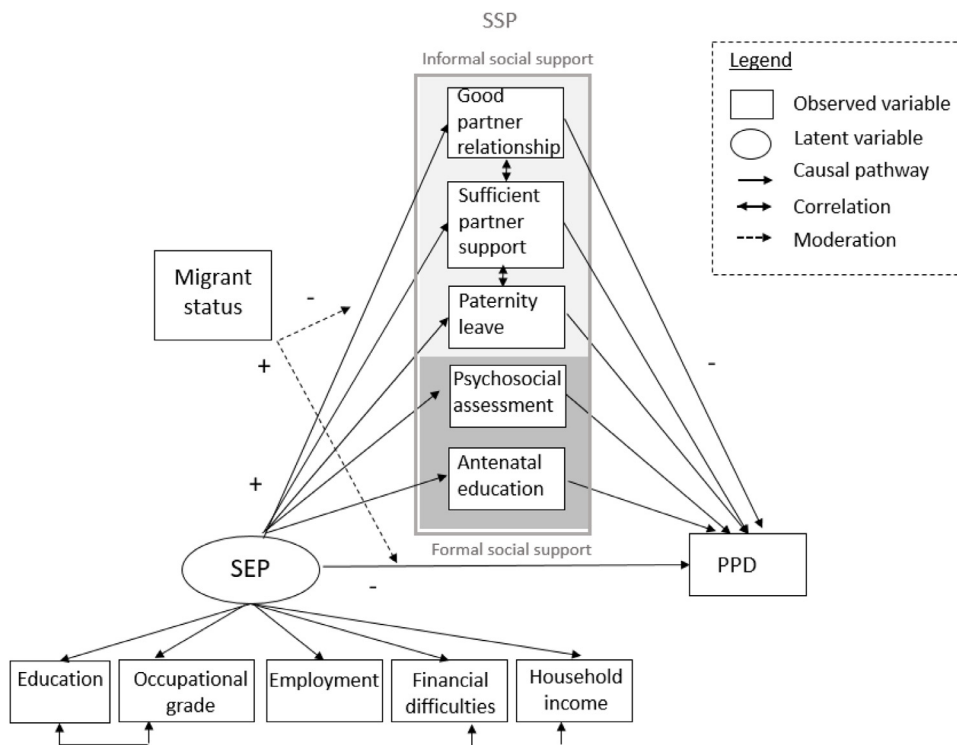 SSP
Informal social support
Good
partner
relationship
Sufficient
partner
support
Paternity
leave
Psychosocial
assessment
Antenatal
education
Formal social support
Migrant
status
-
+
+
-
-
SEP
PPD
Education
Occupational
grade
Employment
Financial
difficulties
Household
income
Legend
Observed variable
Latent variable
Causal pathway
Correlation
Moderation